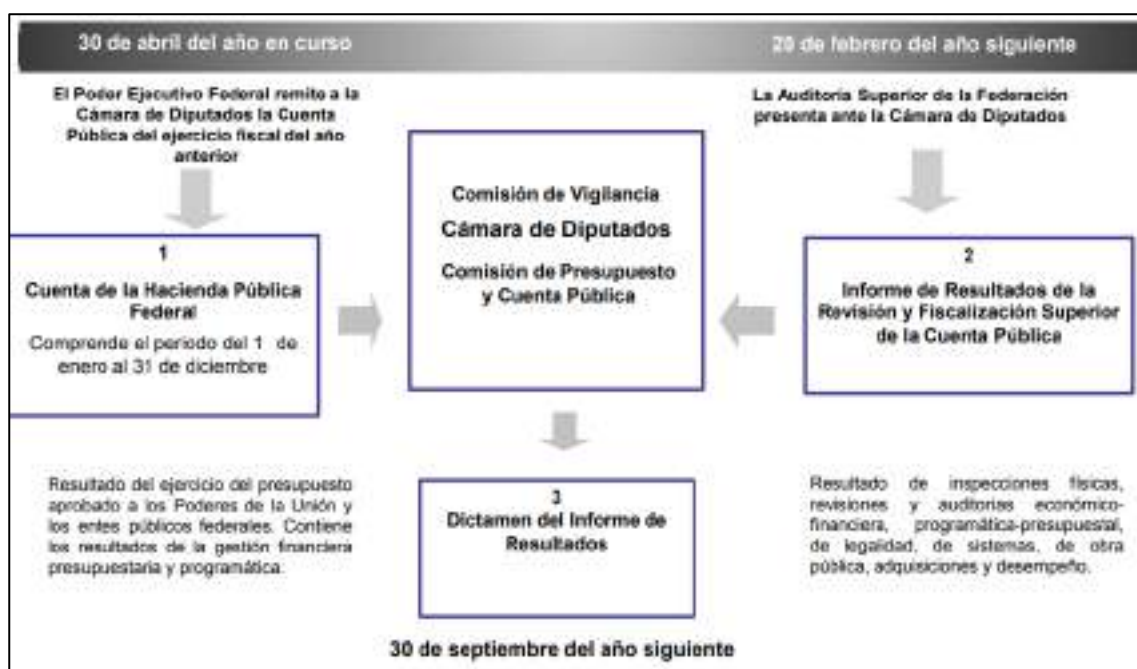 30 de abril del año en curso
20 de febrero del año siguiente
El Poder Ejecutivo Federal remite a la
Cámara de Diputados la Cuenta
Pública del ejercicio fiscal del año
anterior
La Auditoría Superior de la Federación
presenta ante la Cámara de Diputados
1
Cuenta de la Hacienda Pública
Federal
Comprende el periodo del 1 de
enero al 31 de diciembre
Comisión de Vigilancia
Cámara de Diputados
Comisión de Presupuesto
y Cuenta Pública
2
Informe de Resultados de la
Revisión y Fiscalización Superior
de la Cuenta Pública
Resultado del ejercicio del presupuesto
aprobado a los Poderes de la Unión y
los entes públicos federales. Contiene
los resultados de la gestión financiera
presupuestaria y programática.
3
Dictamen del Informe de
Resultados
Resultado de inspecciones físicas,
revisiones y auditorias económico-
financiera, programática-presupuestal,
de legalidad, de sistemas, de obra
pública, adquisiciones y desempeño.
30 de septiembre del año siguiente